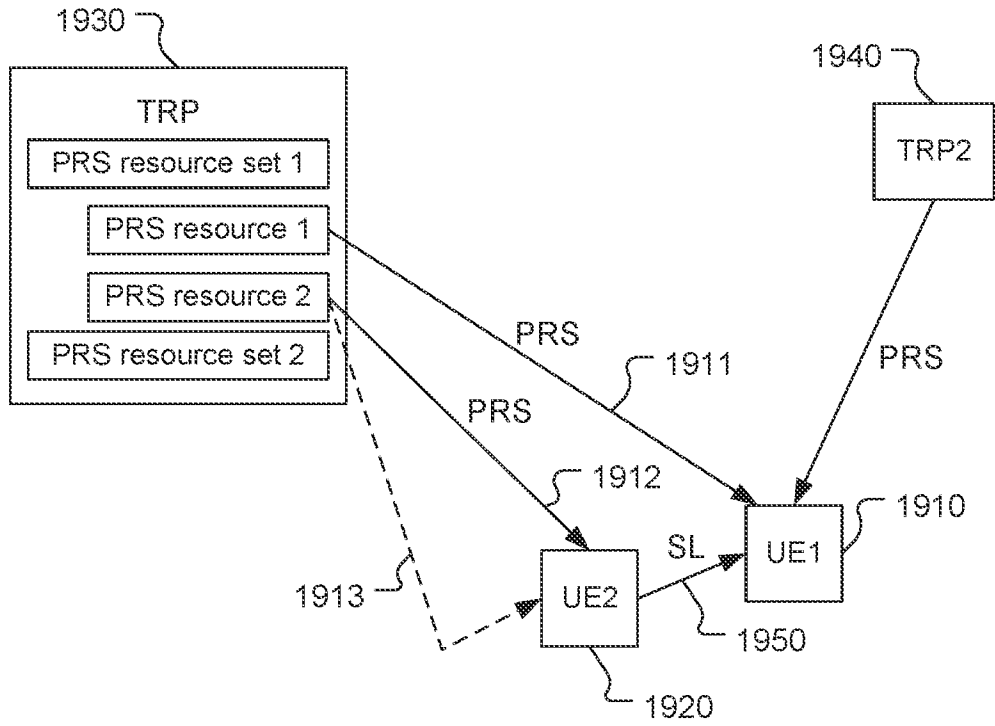 1930
1940
TRP
TRP2
PRS resource set 1
PRS resource 1
PRS resource 2
PRS resource set 2
PRS
1911
PRS
PRS
1912
1910
SL
UE1
1913
UE2
1950
1920